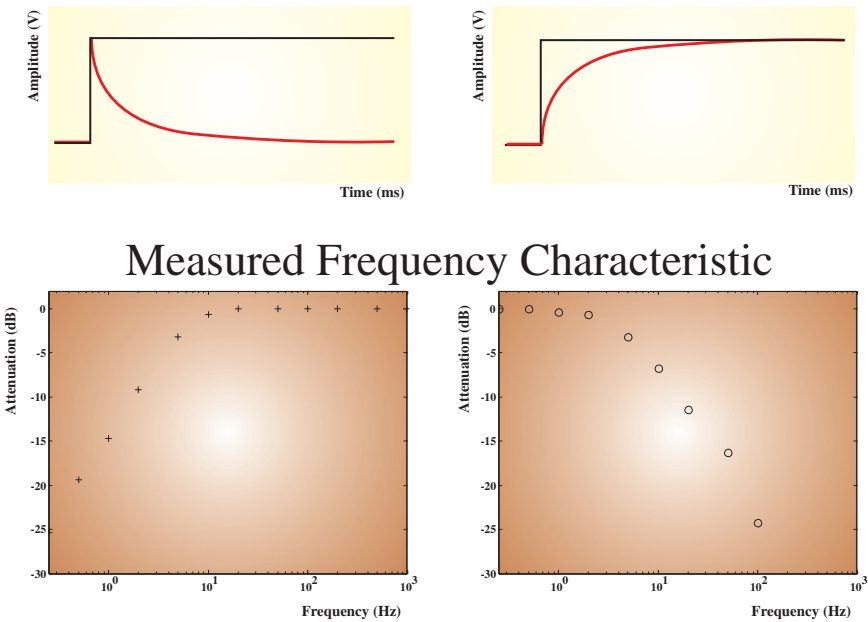 Amplitude (V)
Time (ms)
Amplitude (V)
Time (ms)
Measured Frequency Characteristic
Attenuation (dB)
0
-5
-10
-15
-20
-25
-30
10^0 10^1 10^2 10^3
Frequency (Hz)
Attenuation (dB)
0
-5
-10
-15
-20
-25
-30
10^0 10^1 10^2 10^3
Frequency (Hz)